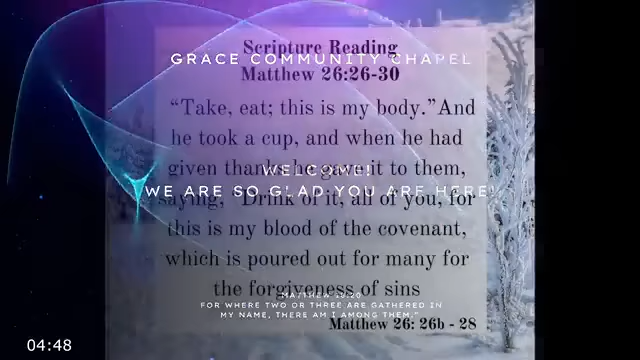 Scripture Reading
GRACE COMMUNITY CHAPEL
Matthew 26:26-30
“Take, eat; this is my body.”And
he took a cup, and when he had
given thanks he gave it to them,
WELCOME!
WE ARE SO GLAD YOU ARE HERE!
saying, “Drink of it, all of you, for
this is my blood of the covenant,
which is poured out for many for
the forgiveness of sins
MATTHEW
FOR WHERE TWO OR THREE ARE GATHERED IN
MY NAME, THERE AM I AMONG THEM.”
Matthew 26: 26b - 28
04:48